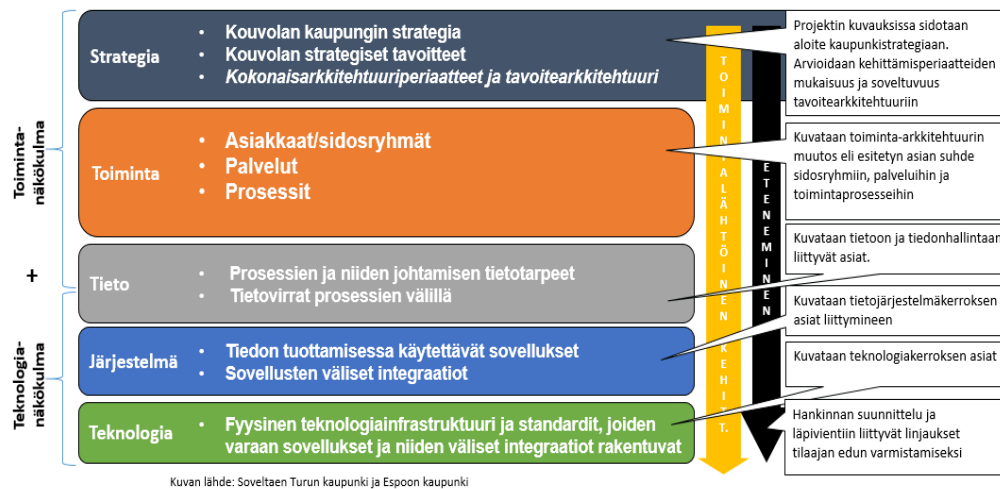 Toiminta-
näkökulma
+
Teknologia-
näkökulma
Strategia
• Kouvolan kaupungin strategia
• Kouvolan strategiset tavoitteet
• Kokonaisarkkitehtuuriperiaatteet ja tavoitearkkitehtuuri
Toiminta
• Asiakkaat/sidosryhmät
• Palvelut
• Prosessit
Tieto
• Prosessien ja niiden johtamisen tietotarpeet
• Tietovirrat prosessien välillä
Järjestelmä
• Tiedon tuottamisessa käytettävät sovellukset
• Sovellusten väliset integraatiot
Teknologia
• Fyysinen teknologiainfrastruktuuri ja standardit, joiden
varaan sovellukset ja niiden väliset integraatiot rakentuvat
ETENEMINEN
Projektin kuvauksissa sidotaan
aloite kaupunkistrategiaan.
Arvioidaan kehittämisperiaatteiden
mukaisuus ja soveltuvuus
tavoitearkkitehtuuriin
Kuvataan toiminta-arkkitehtuurin
muutos eli esitetyn asian suhde
sidosryhmiin, palveluihin ja
toimintaprosesseihin
Kuvataan tietoon ja tiedonhallintaan
liittyvät asiat.
Kuvataan tietojärjestelmäkerroksen
asiat liittymineen
Kuvataan teknologiakerroksen asiat
Hankinnan suunnittelu ja
läpivientiin liittyvät linjaukset
tilaajan edun varmistamiseksi
Kuvan lähde: Soveltaen Turun kaupunki ja Espoon kaupunki